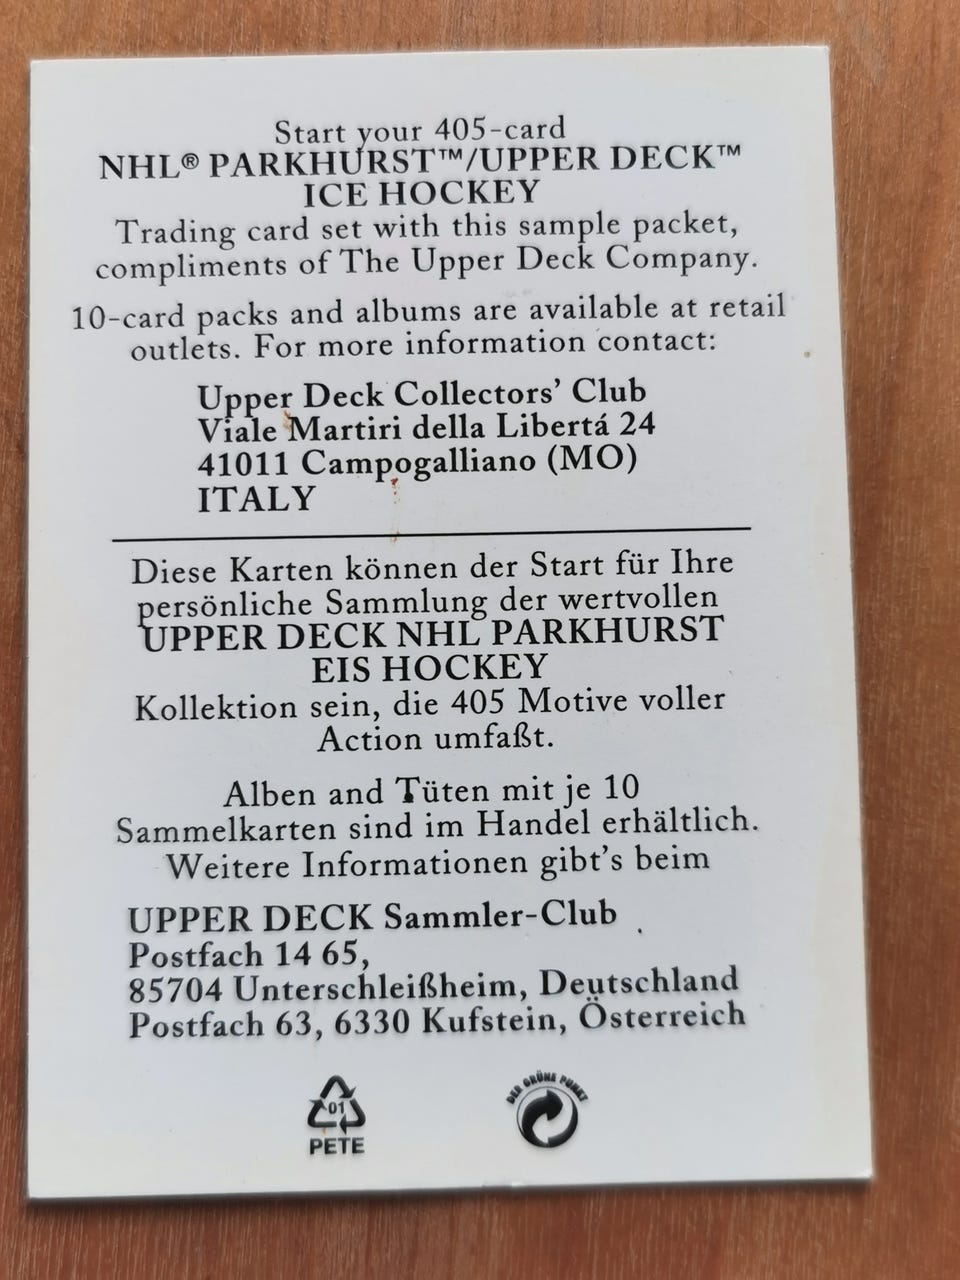 Start your 405-card
NHL® PARKHURST™/UPPER DECK™
ICE HOCKEY
Trading card set with this sample packet,
compliments of The Upper Deck Company.
10-card packs and albums are available at retail
outlets. For more information contact:
Upper Deck Collectors’ Club
Viale Martiri della Libertá 24
41011 Campogalliano (MO)
ITALY
Diese Karten können der Start für Ihre
persönliche Sammlung der wertvollen
UPPER DECK NHL PARKHURST
EIS HOCKEY
Kollektion sein, die 405 Motive voller
Action umfaßt.
Alben and Tüten mit je 10
Sammelkarten sind im Handel erhältlich.
Weitere Informationen gibt’s beim
UPPER DECK Sammler-Club
Postfach 14 65,
85704 Unterschleißheim, Deutschland
Postfach 63, 6330 Kufstein, Österreich
01
PETE
DER GRÜNE PUNKT